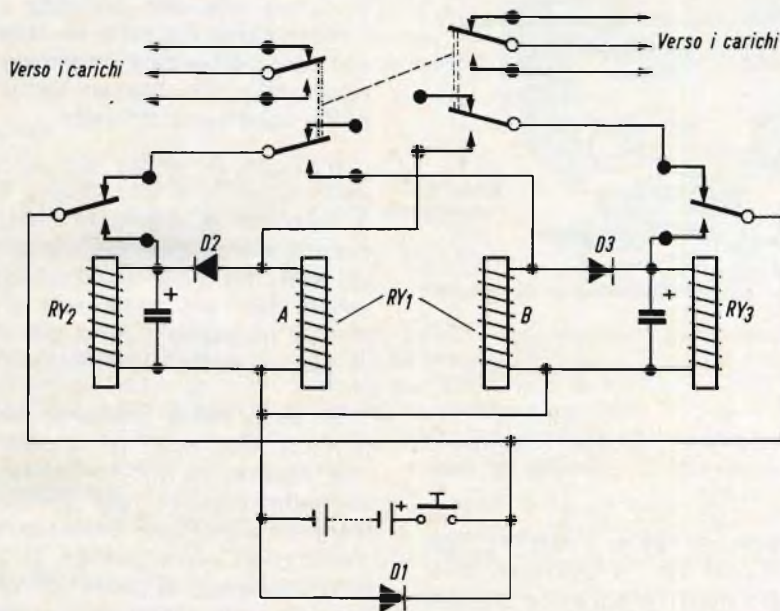 Verso i carichi
Verso i carichi
D2
D3
RY2
+
A
RY1
B
+
RY3
+
D1